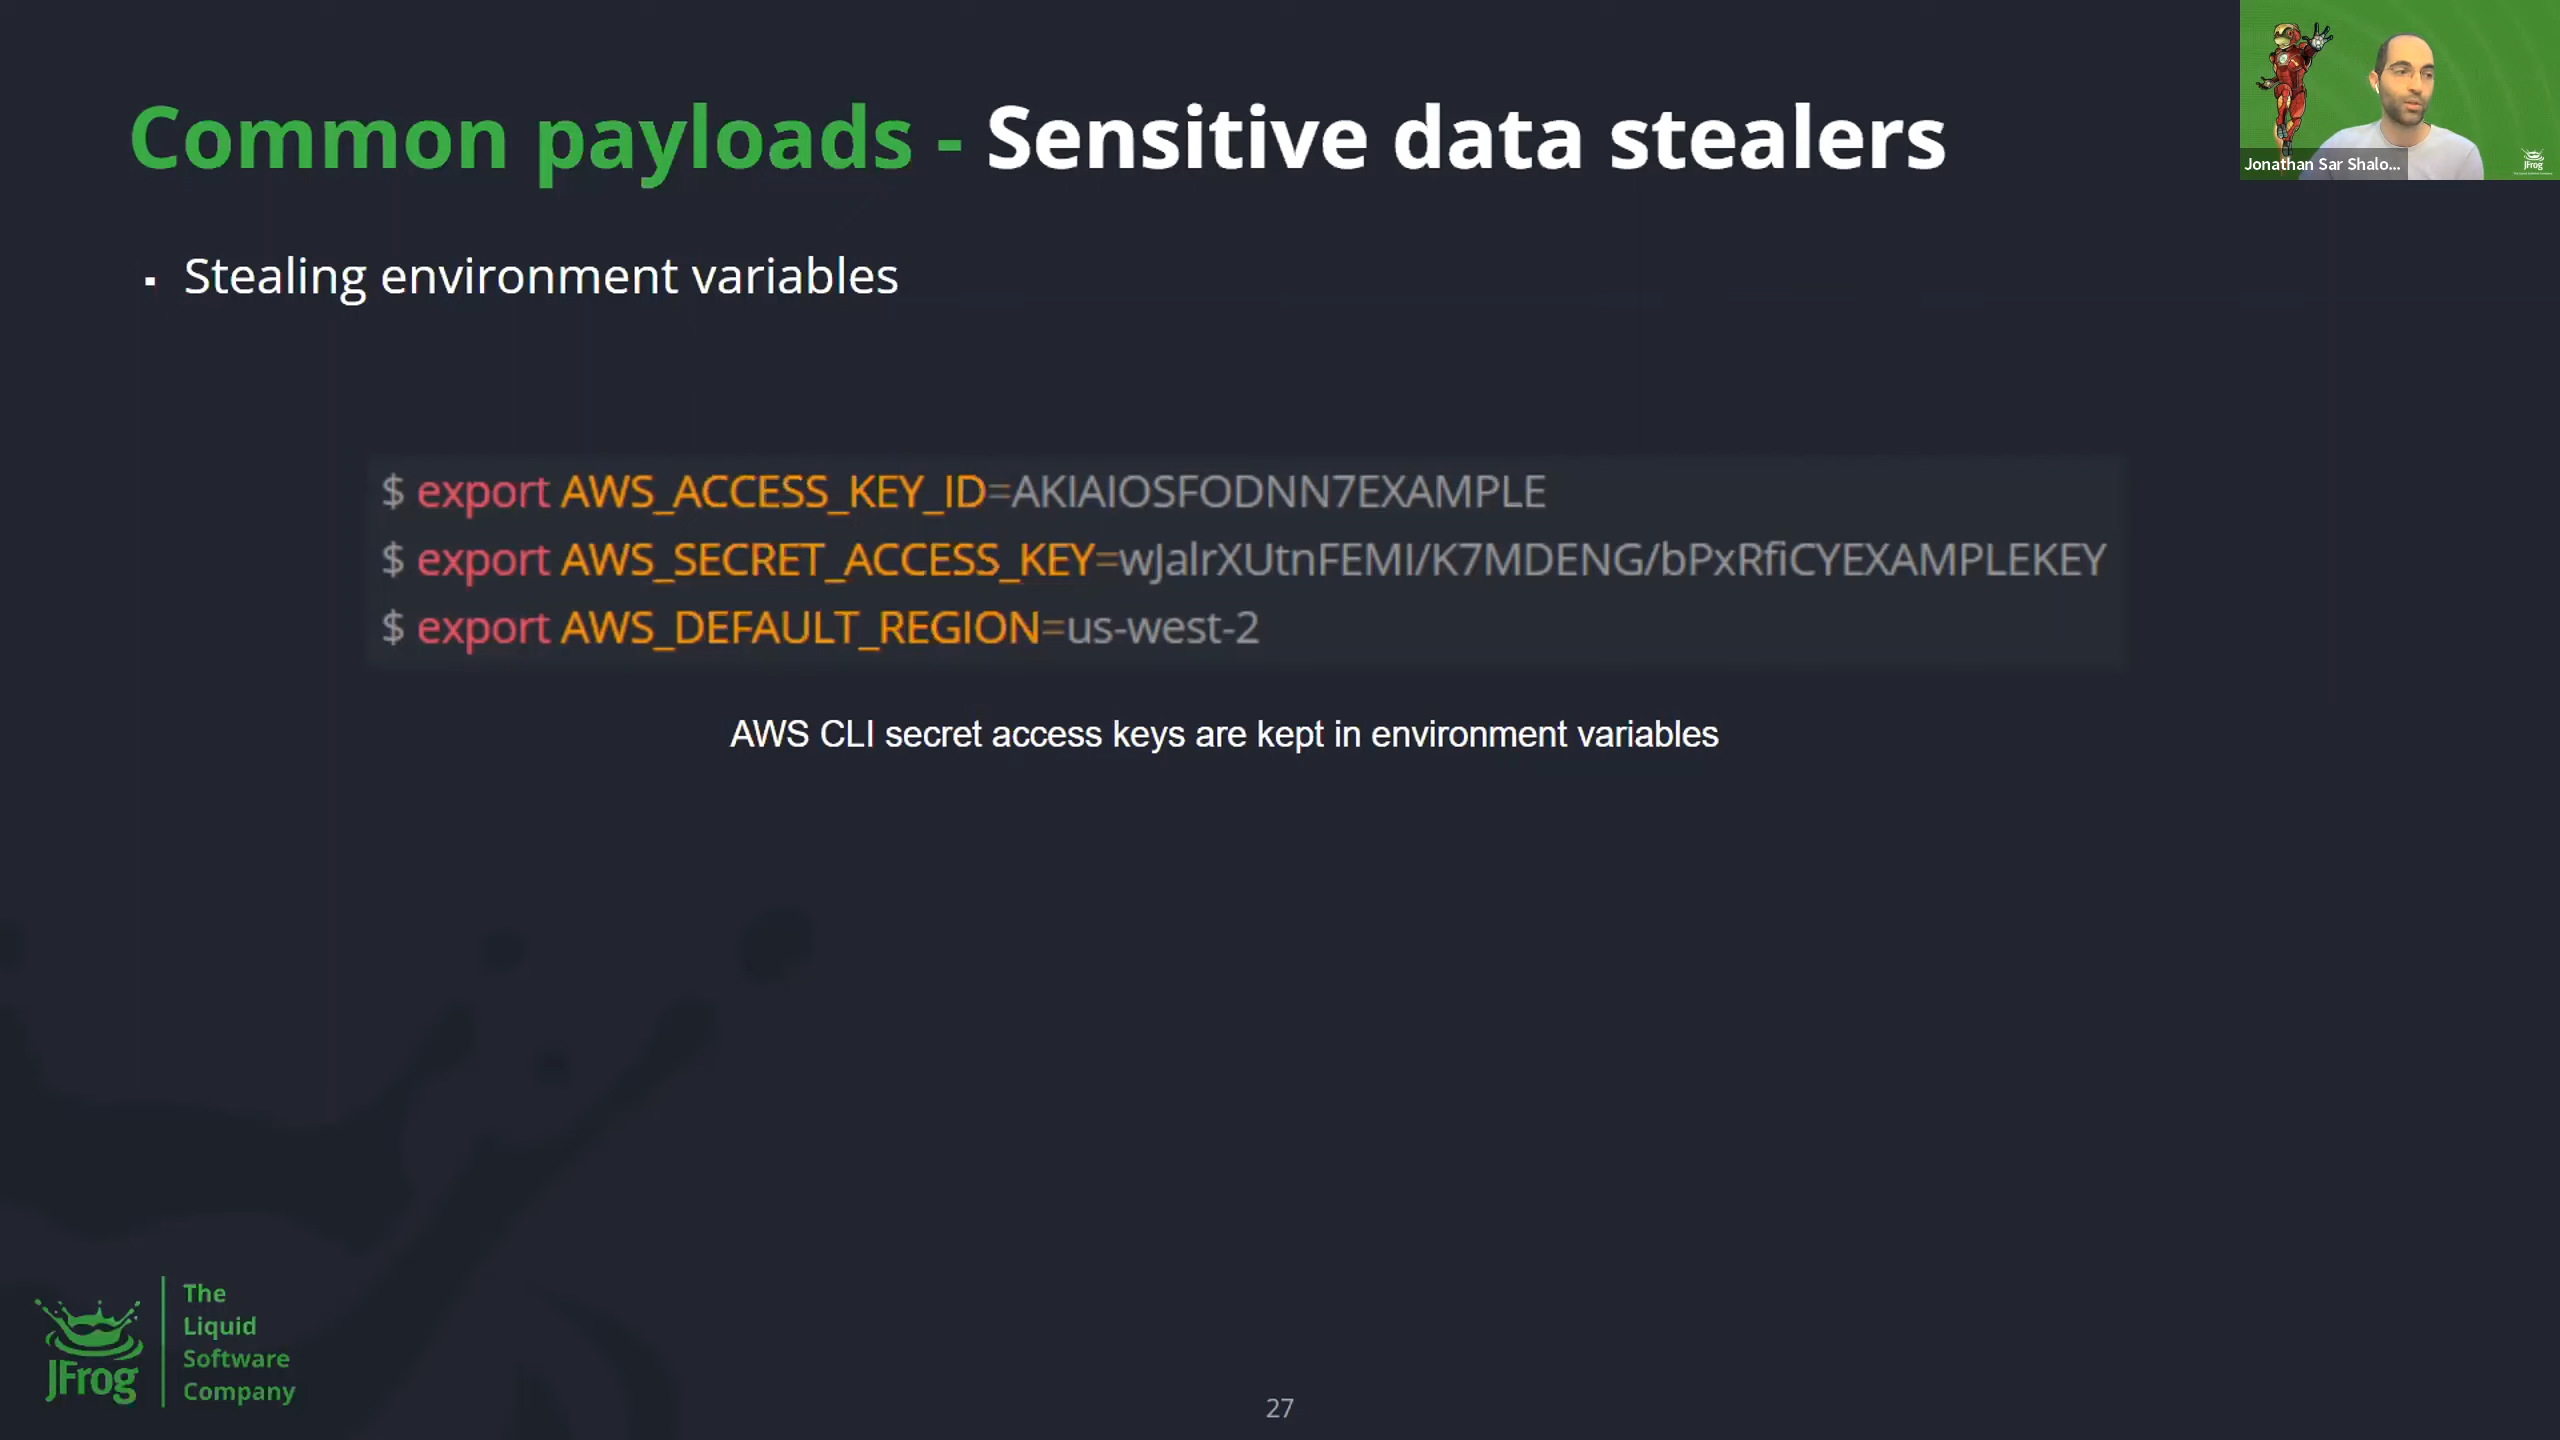 Common payloads - Sensitive data stealers
Jonathan Sar Shalo...
JFrog
▪ Stealing environment variables
$ export AWS_ACCESS_KEY_ID=AKIAIOSFODNN7EXAMPLE
$ export AWS_SECRET_ACCESS_KEY=wJalrXUtnFEMI/K7MDENG/bPxRfiCYEXAMPLEKEY
$ export AWS_DEFAULT_REGION=us-west-2
AWS CLI secret access keys are kept in environment variables
JFrog
The
Liquid
Software
Company
27